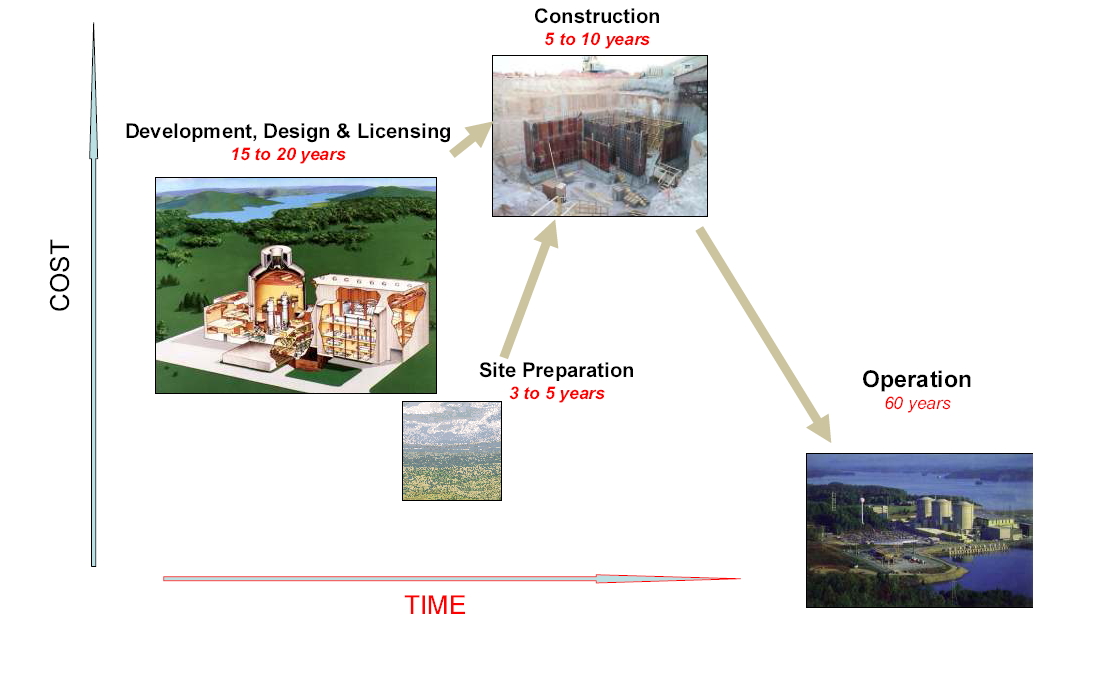 Construction
5 to 10 years
Development, Design & Licensing
15 to 20 years
COST
Site Preparation
3 to 5 years
Operation
60 years
TIME